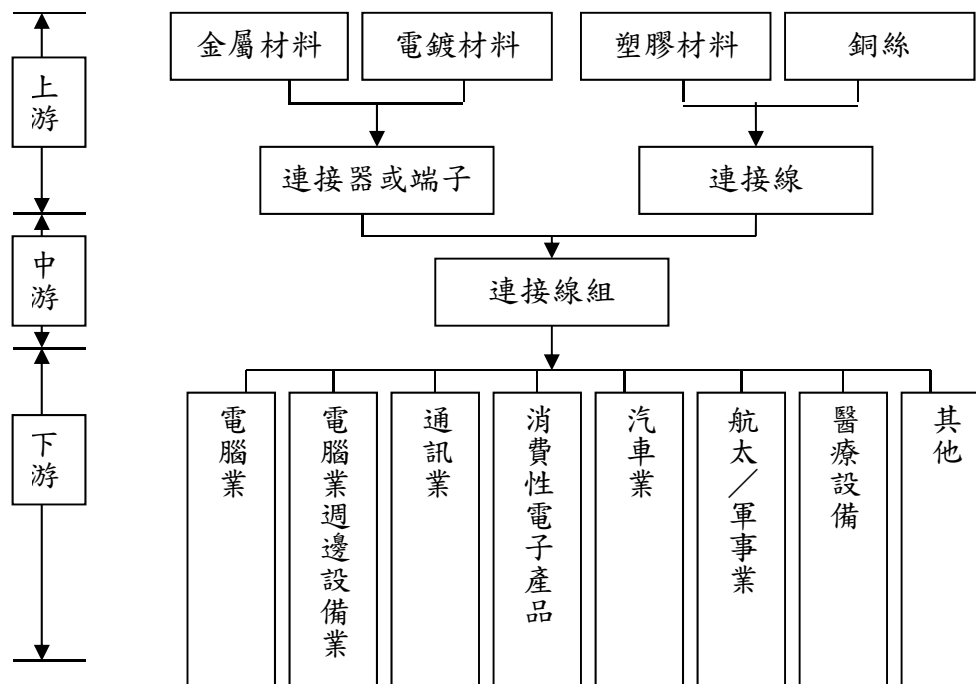 金屬材料
電鍍材料
塑膠材料
銅絲
上游
連接器或端子
連接線
中游
連接線組
下游
電腦業
電腦業週邊設備業
通訊業
消費性電子產品
汽車業
航太／軍事業
醫療設備
其他